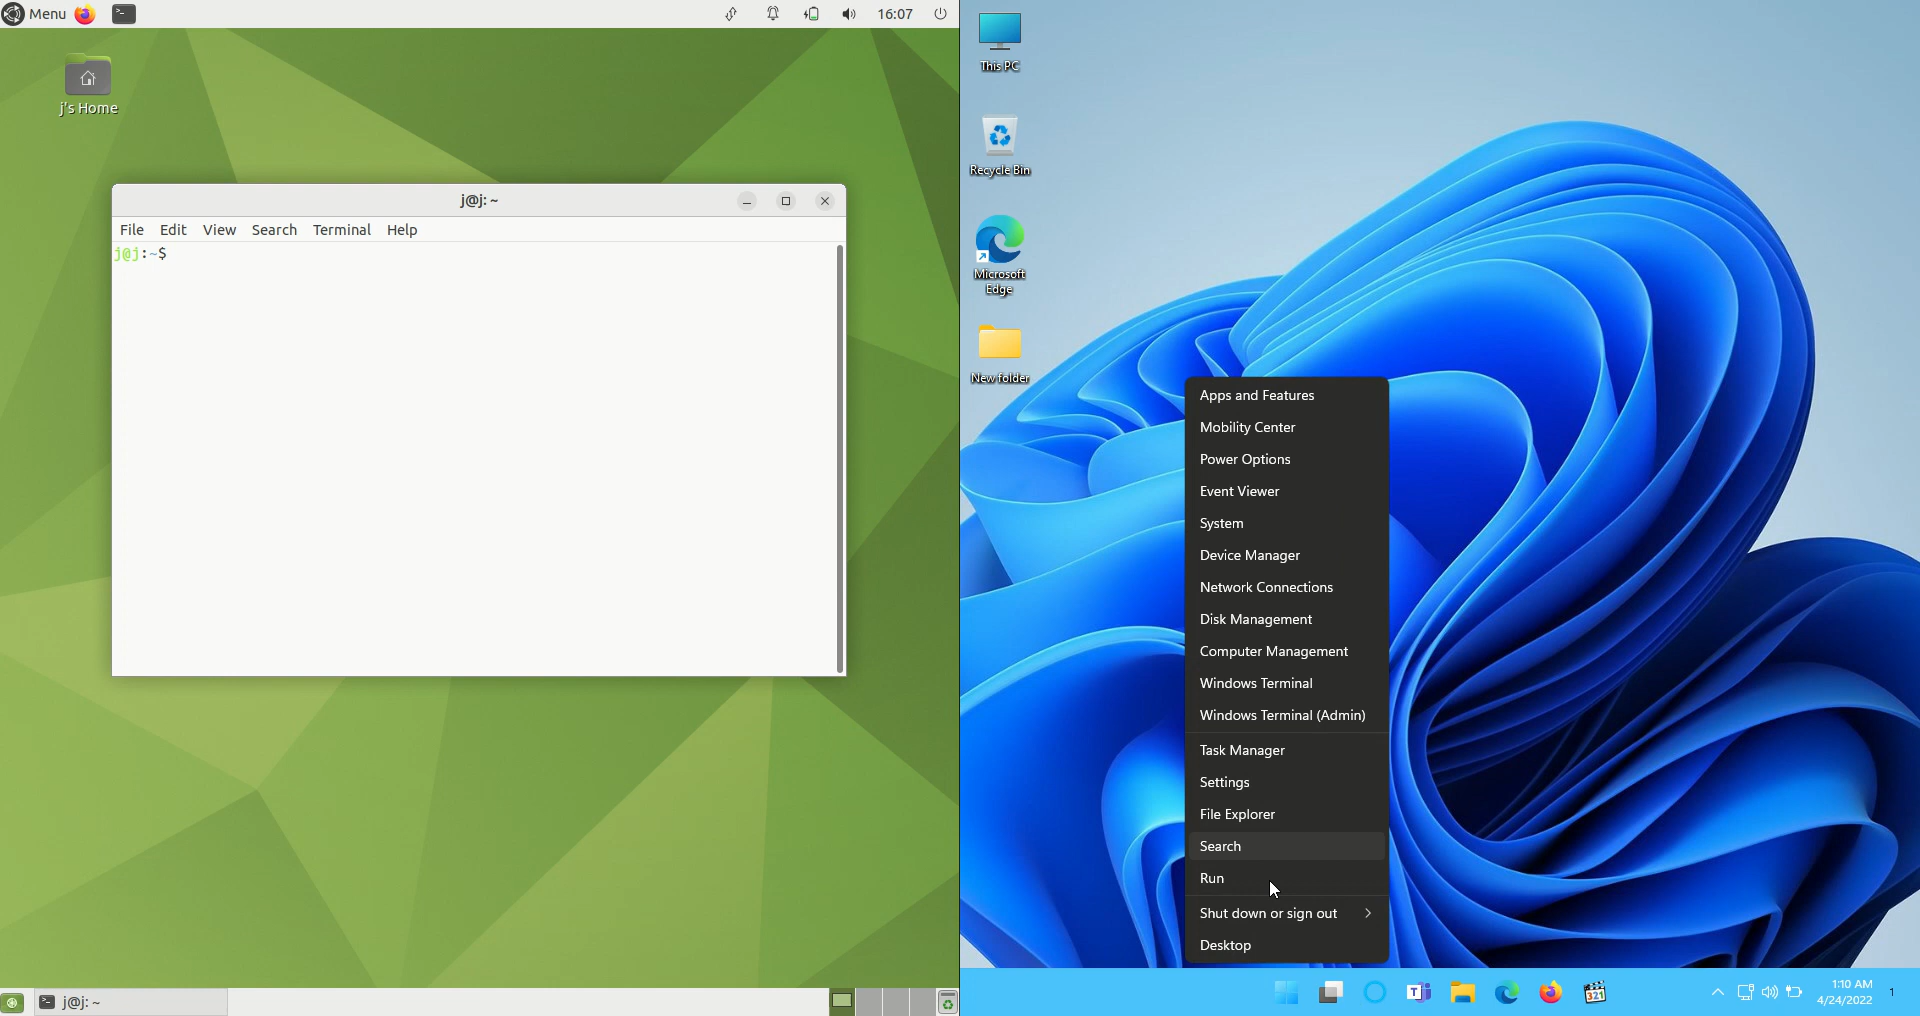 Menu
16:07
j's Home
j@j: ~
File Edit View Search Terminal Help
j@j:~$
j@j: ~
This PC
Recycle Bin
Microsoft
Edge
New folder
Apps and Features
Mobility Center
Power Options
Event Viewer
System
Device Manager
Network Connections
Disk Management
Computer Management
Windows Terminal
Windows Terminal (Admin)
Task Manager
Settings
File Explorer
Search
Run
Shut down or sign out
Desktop
321
1:10 AM
4/24/2022
1